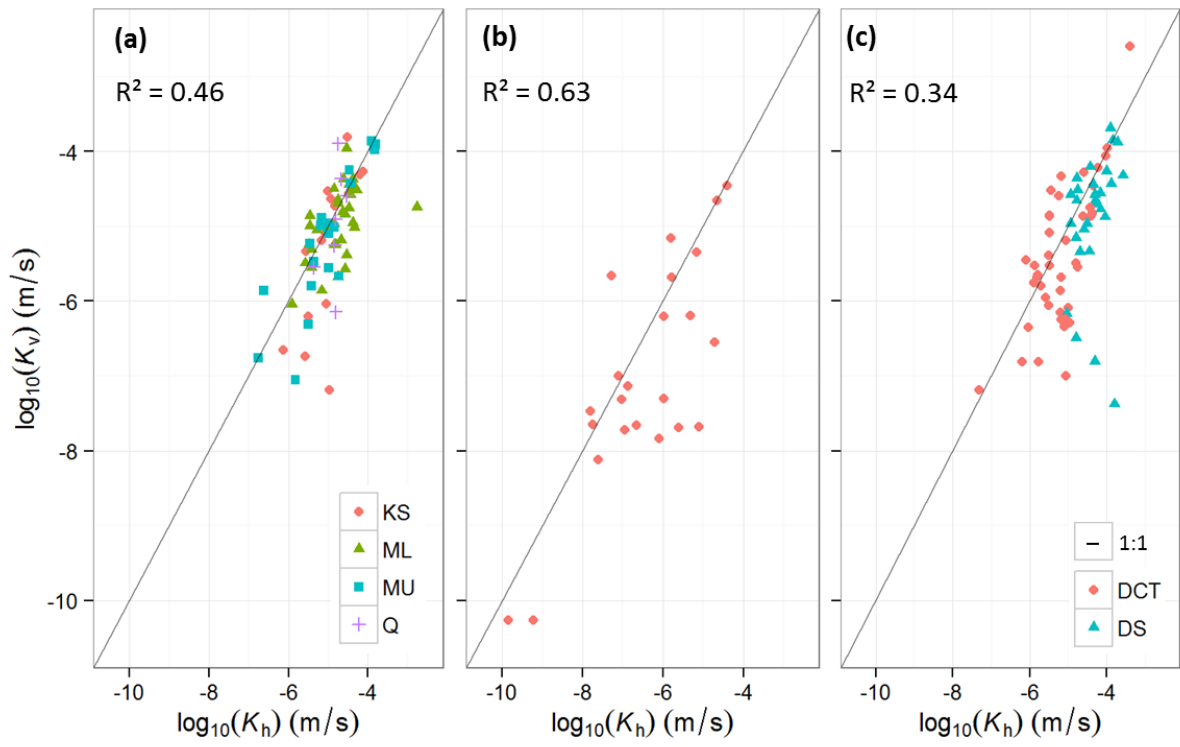 (a)
R² = 0.46
(b)
R² = 0.63
(c)
R² = 0.34
log₁₀(Kᵥ) (m/s)
-4
-6
-8
-10
KS
ML
MU
Q
1:1
DCT
DS
-10 -8 -6 -4
-10 -8 -6 -4
-10 -8 -6 -4
log₁₀(Kₕ) (m/s)
log₁₀(Kₕ) (m/s)
log₁₀(Kₕ) (m/s)